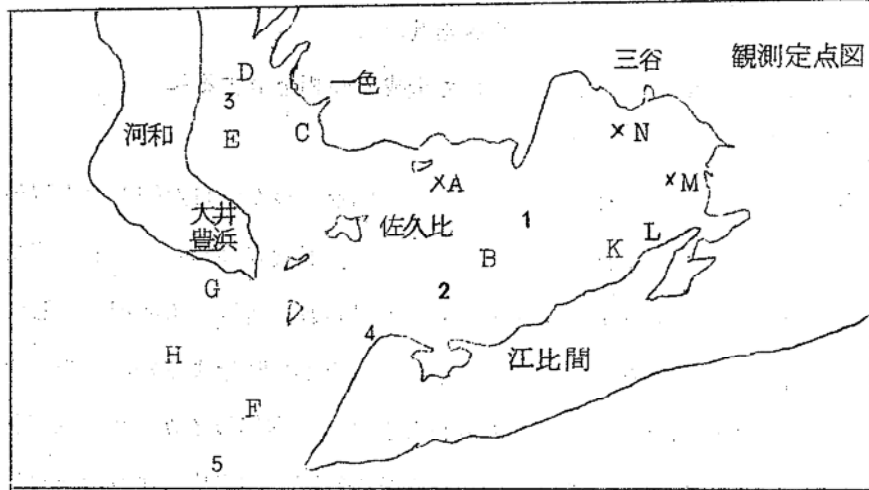 三谷 観測定点図
D 一色
3
河和 E C ×N
×A ×M
大井
豊浜 佐久比 1 L
B K
G 2
4
H 江比間
F
5